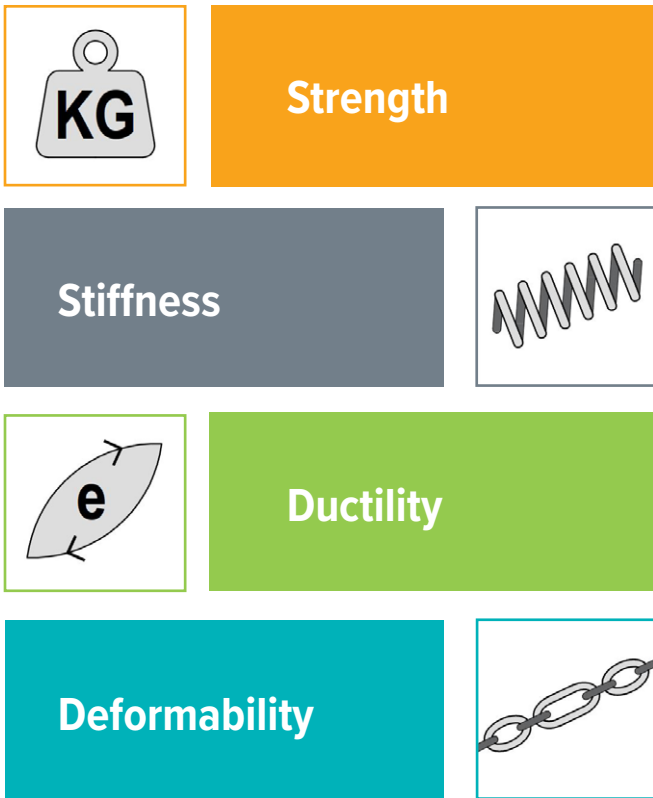 KG
Strength
Stiffness
e
Ductility
Deformability